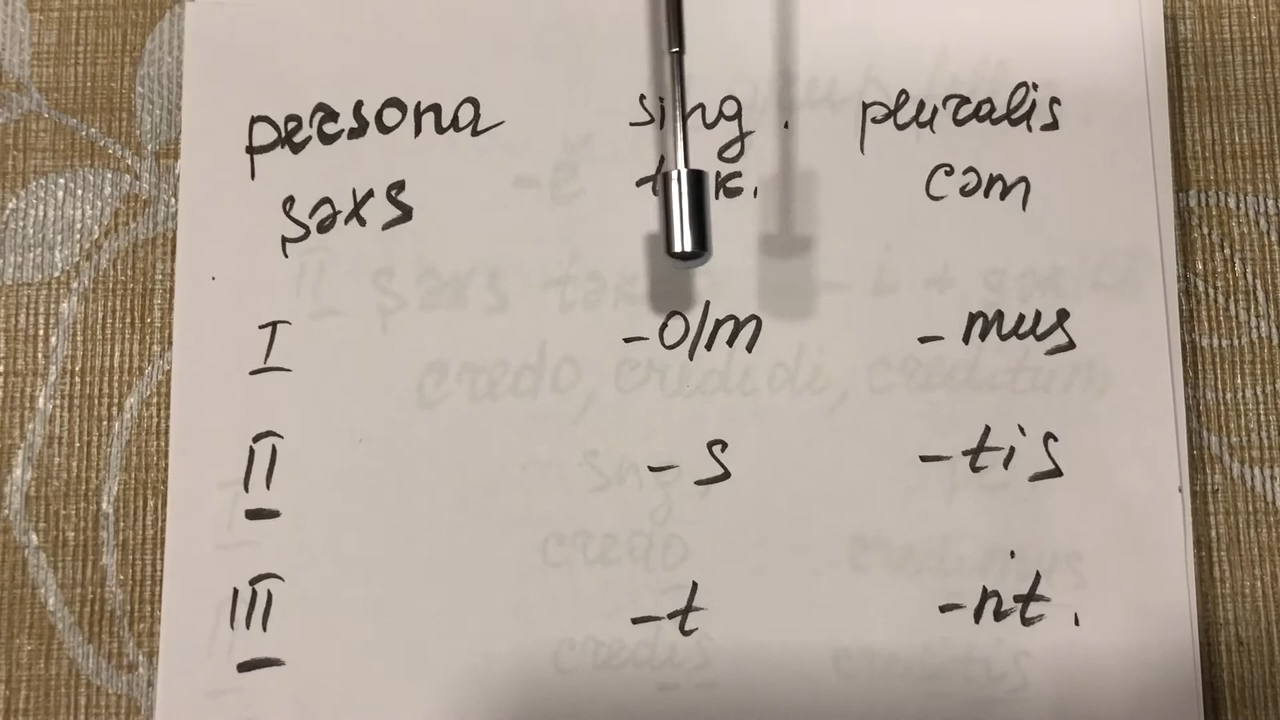 persona sing. pluralis
şəxs cəm
I -o/m -mus
II -s -tis
III -t -nt.